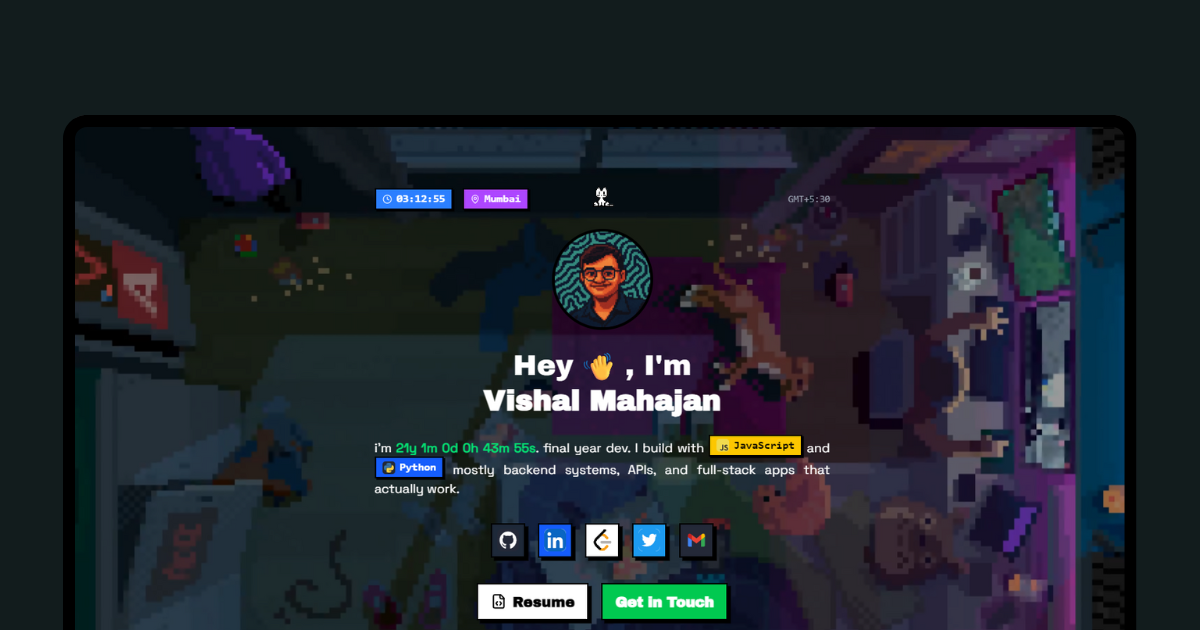 03:12:55 Mumbai GMT+5:30
Hey 👋 , I'm
Vishal Mahajan
i'm 21y 1m 0d 0h 43m 55s. final year dev. I build with JS JavaScript and
Python mostly backend systems, APIs, and full-stack apps that
actually work.
in
Resume Get in Touch